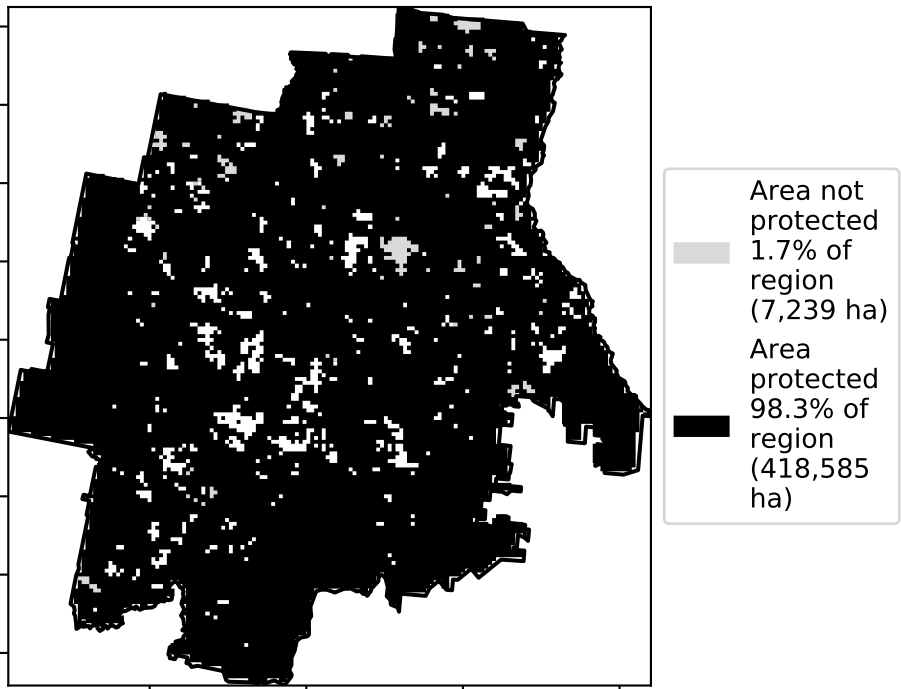 Area not
protected
1.7% of
region
(7,239 ha)
Area
protected
98.3% of
region
(418,585
ha)